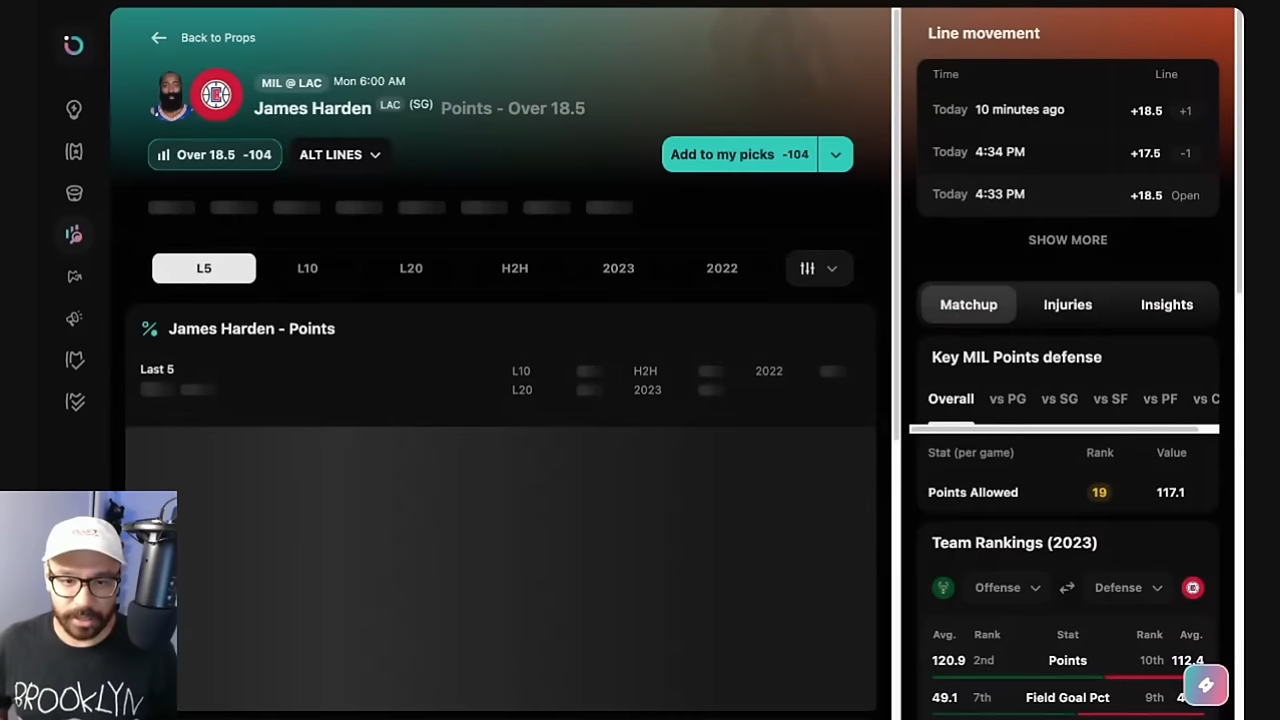 Back to Props
MIL @ LAC Mon 6:00 AM
James Harden LAC (SG) Points - Over 18.5
Over 18.5 -104 ALT LINES
Add to my picks -104
L5 L10 L20 H2H 2023 2022
James Harden - Points
Last 5
L10 H2H 2022
L20 2023
Line movement
Time Line
Today 10 minutes ago +18.5 +1
Today 4:34 PM +17.5 -1
Today 4:33 PM +18.5 Open
SHOW MORE
Matchup Injuries Insights
Key MIL Points defense
Overall vs PG vs SG vs SF vs PF vs C
Stat (per game) Rank Value
Points Allowed 19 117.1
Team Rankings (2023)
Offense Defense
Avg. Rank Stat Rank Avg.
120.9 2nd Points 10th 112.4
49.1 7th Field Goal Pct 9th
BROOKLYN